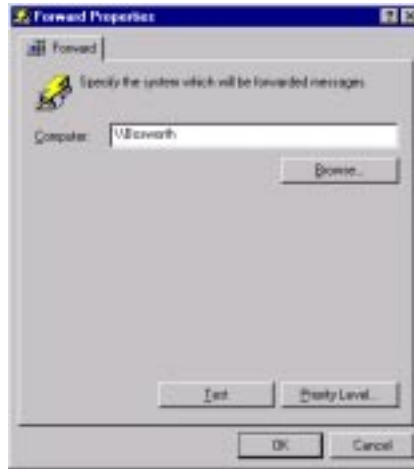 Forward Properties
Forward
Specify the system which will be forwarded messages
Computer:
Browse...
Test
Priority Level...
OK
Cancel